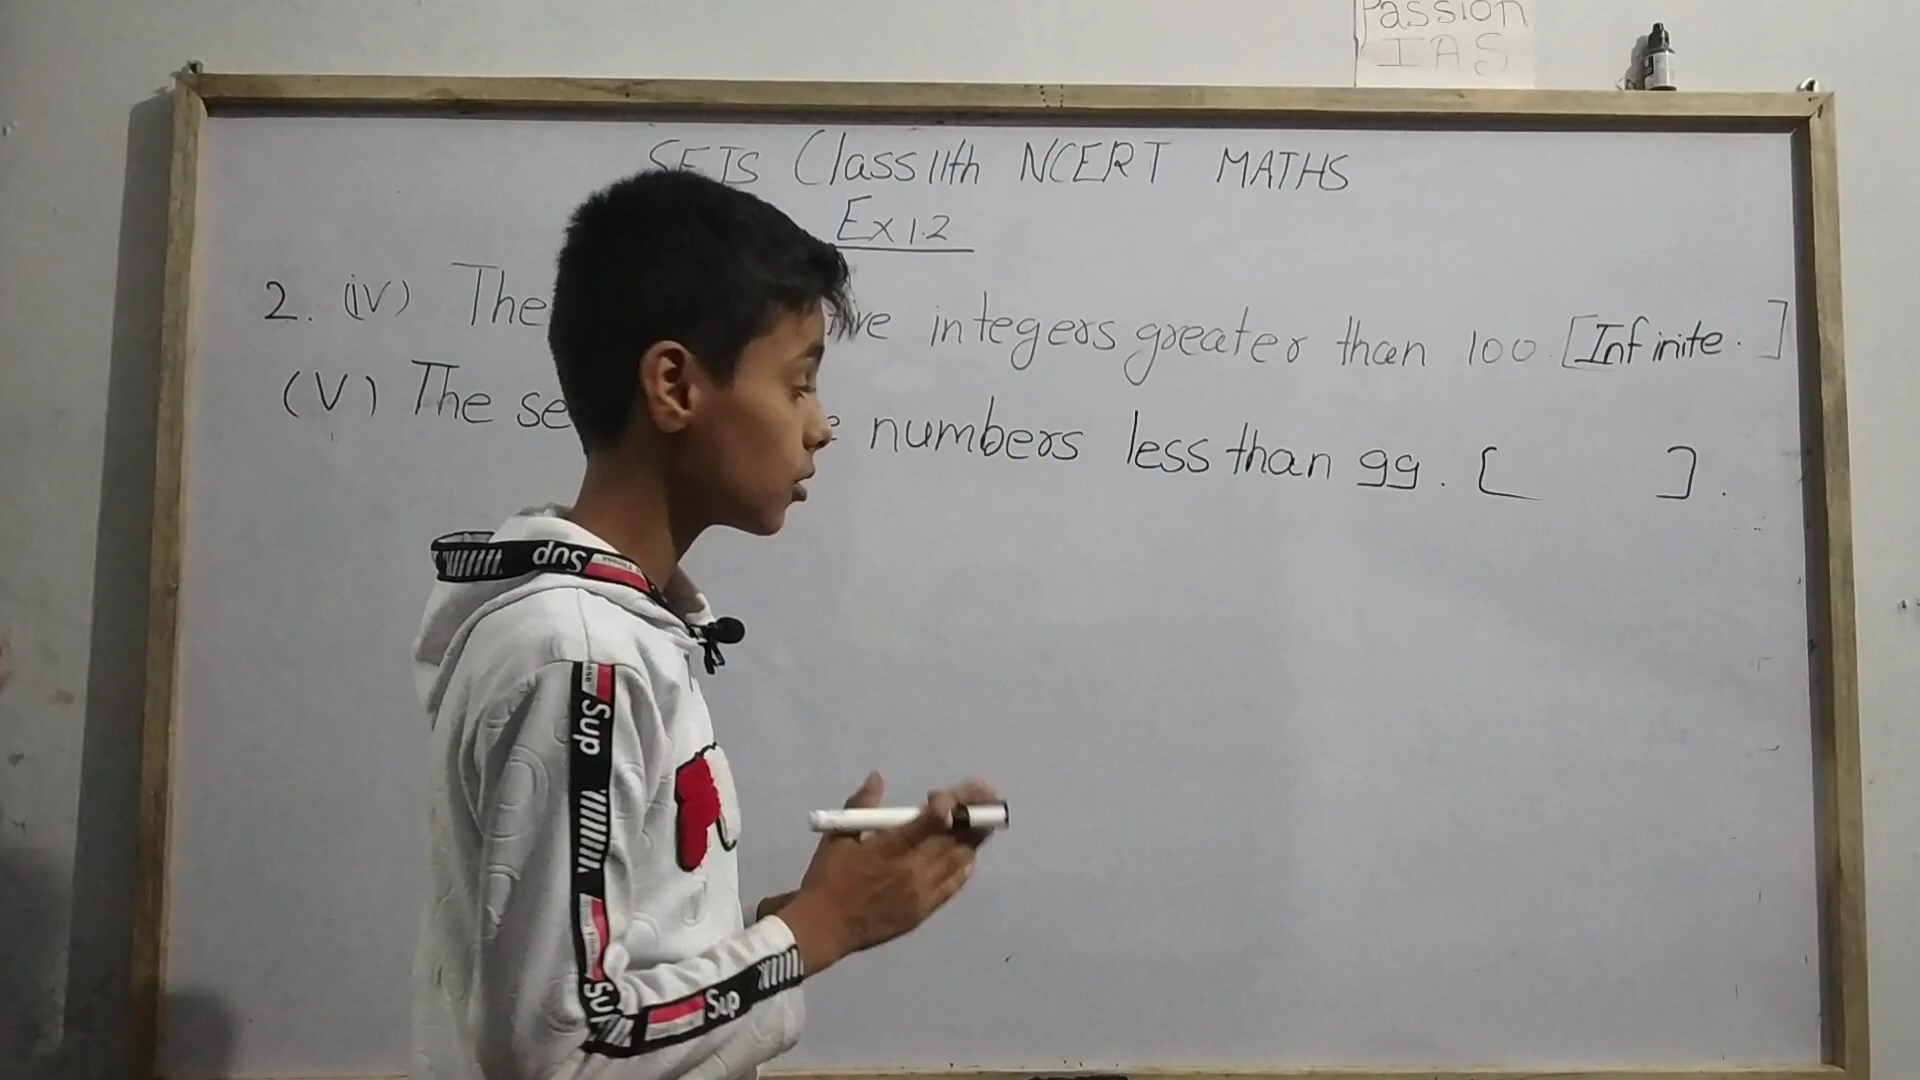 Passion
IAS
SETS Class 11th NCERT MATHS
Ex 1.2
2. (iv) The integers greater than 100. [Infinite.]
(V) The numbers less than 99. [ ].
Sup
Sup
Sup
Sup